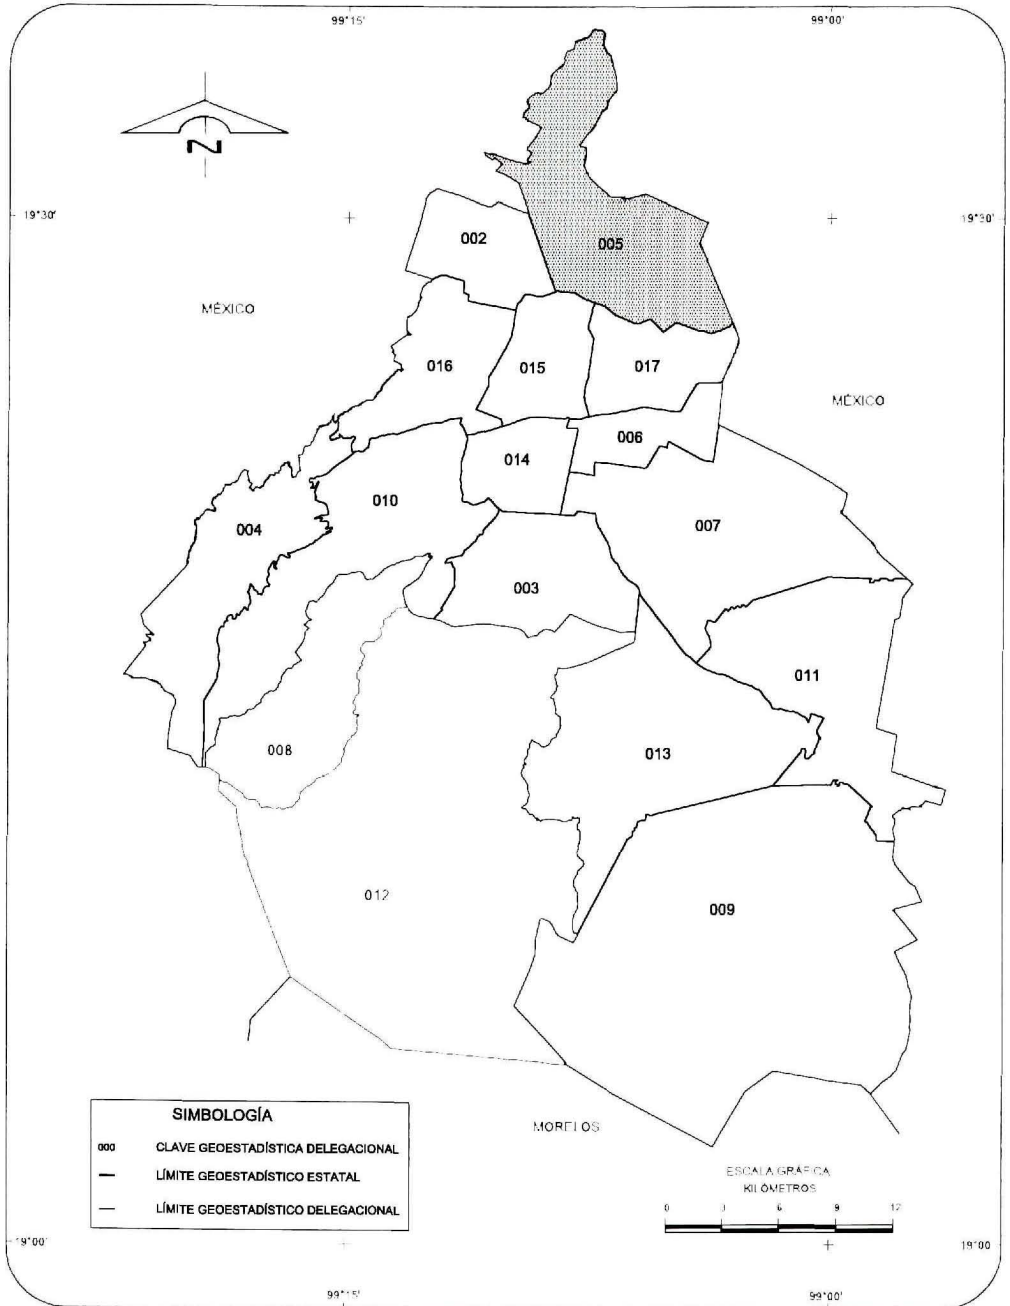 99°15'
99°00'
N
19°30'
19°30'
002
005
MÉXICO
016
015
017
MÉXICO
006
014
010
004
007
003
011
008
013
012
009
SIMBOLOGÍA
000 CLAVE GEOESTADÍSTICA DELEGACIONAL
LÍMITE GEOESTADÍSTICO ESTATAL
LÍMITE GEOESTADÍSTICO DELEGACIONAL
MORELOS
ESCALA GRÁFICA
KILÓMETROS
0 3 6 9 12
19°00'
19°00'
99°15'
99°00'